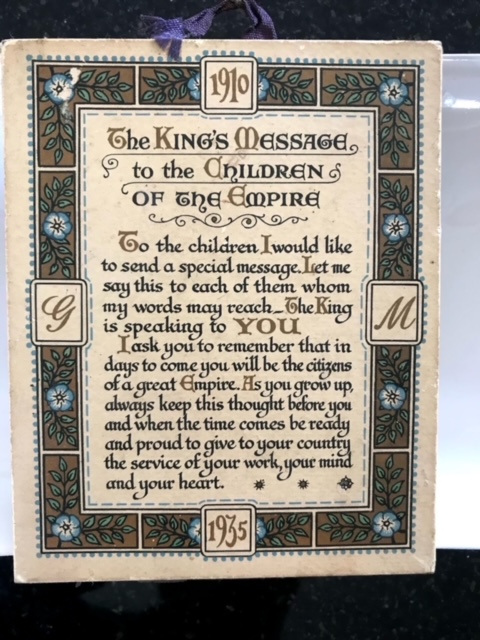 1910
The King's Message
to the Children
of the Empire
To the children I would like
to send a special message. Let me
say this to each of them whom
my words may reach_The King
is speaking to YOU
I ask you to remember that in
days to come you will be the citizens
of a great Empire. As you grow up,
always keep this thought before you
and when the time comes be ready
and proud to give to your country
the service of your work, your mind
and your heart.
G
M
1935